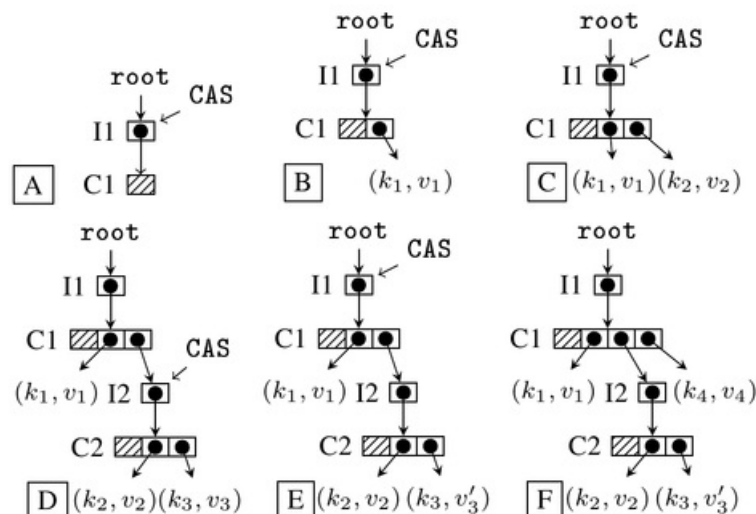 root
CAS
I1
C1
A
root
CAS
I1
C1
(k₁, v₁)
B
root
CAS
I1
C1
C (k₁, v₁)(k₂, v₂)
root
I1
C1
(k₁, v₁) I2
CAS
C2
D (k₂, v₂)(k₃, v₃)
root
CAS
I1
C1
(k₁, v₁) I2
C2
E (k₂, v₂) (k₃, v′₃)
root
I1
C1
(k₁, v₁) I2 (k₄, v₄)
C2
F (k₂, v₂) (k₃, v′₃)